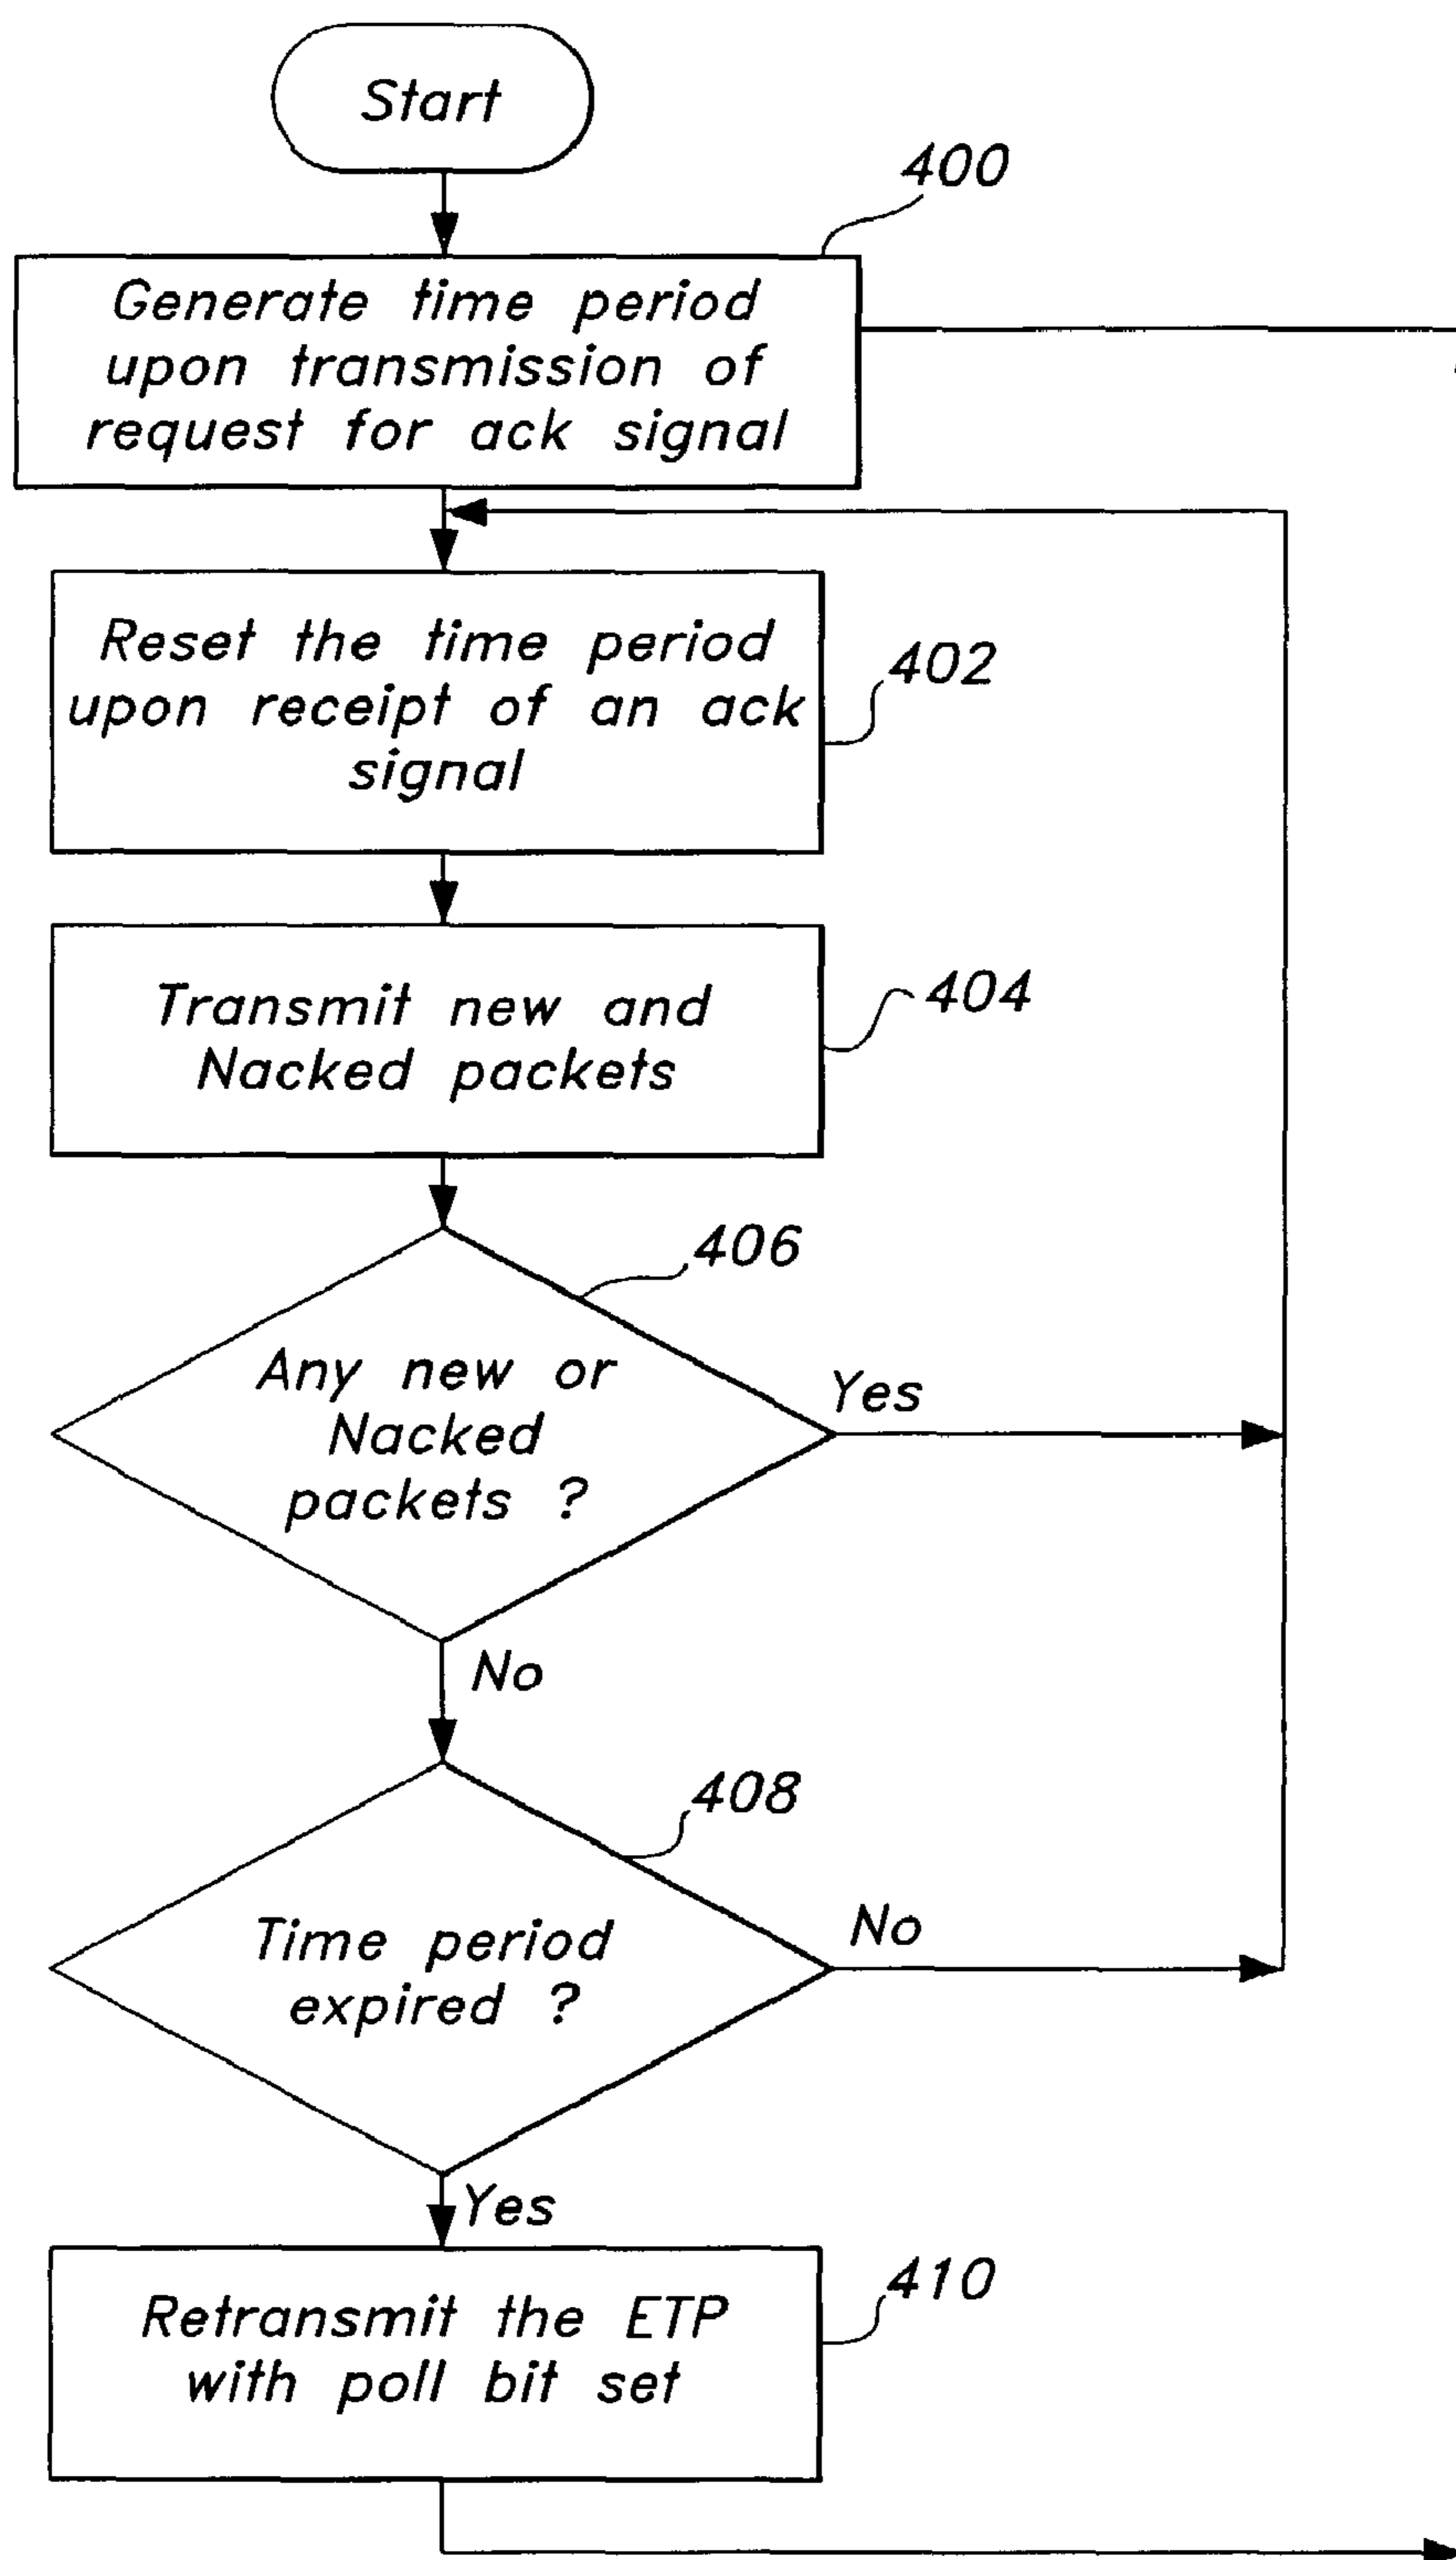 Start
400
Generate time period
upon transmission of
request for ack signal
Reset the time period
upon receipt of an ack
signal
402
Transmit new and
Nacked packets
404
406
Any new or
Nacked
packets ?
Yes
No
408
Time period
expired ?
No
Yes
Retransmit the ETP
with poll bit set
410